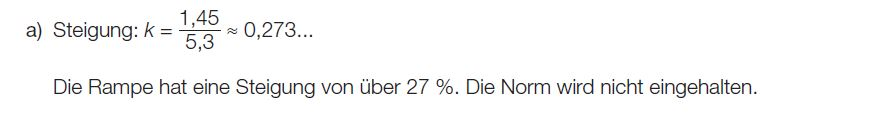 a) Steigung: k = 1,45/5,3 ≈ 0,273...
Die Rampe hat eine Steigung von über 27 %. Die Norm wird nicht eingehalten.